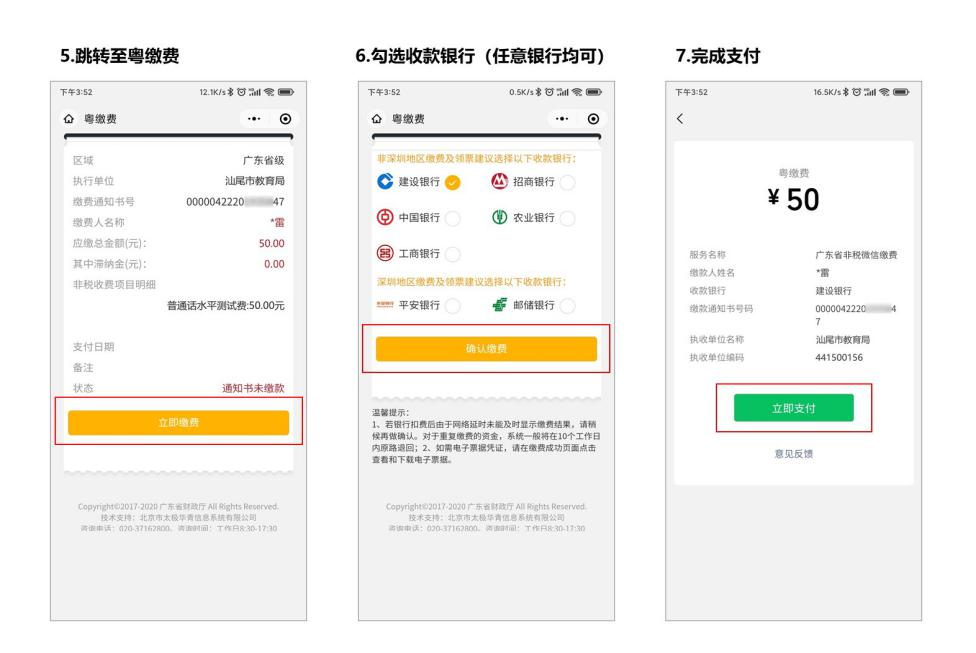 5.跳转至粤缴费
下午3:52 12.1K/s
粤缴费
区域 广东省级
执行单位 汕尾市教育局
缴费通知书号 0000042220 47
缴费人名称 *雷
应缴总金额(元): 50.00
其中滞纳金(元): 0.00
非税收费项目明细
普通话水平测试费:50.00元
支付日期
备注
状态 通知书未缴款
立即缴费
Copyright©2017-2020 广东省财政厅 All Rights Reserved.
技术支持：北京市太极华青信息系统有限公司
咨询电话：020-37162800。咨询时间：工作日8:30-17:30
6.勾选收款银行（任意银行均可）
下午3:52 0.5K/s
粤缴费
非深圳地区缴费及领票建议选择以下收款银行：
建设银行 招商银行
中国银行 农业银行
工商银行
深圳地区缴费及领票建议选择以下收款银行：
平安银行 邮储银行
确认缴费
温馨提示：
1、若银行扣费后由于网络延时未能及时显示缴费结果，请稍
候再做确认。对于重复缴费的资金，系统一般将在10个工作日
内原路退回；2、如需电子票据凭证，请在缴费成功页面点击
查看和下载电子票据。
Copyright©2017-2020 广东省财政厅 All Rights Reserved.
技术支持：北京市太极华青信息系统有限公司
咨询电话：020-37162800。咨询时间：工作日8:30-17:30
7.完成支付
下午3:52 16.5K/s
粤缴费
¥ 50
服务名称 广东省非税微信缴费
缴款人姓名 *雷
收款银行 建设银行
缴款通知书号码 0000042220 4
7
执收单位名称 汕尾市教育局
执收单位编码 441500156
立即支付
意见反馈